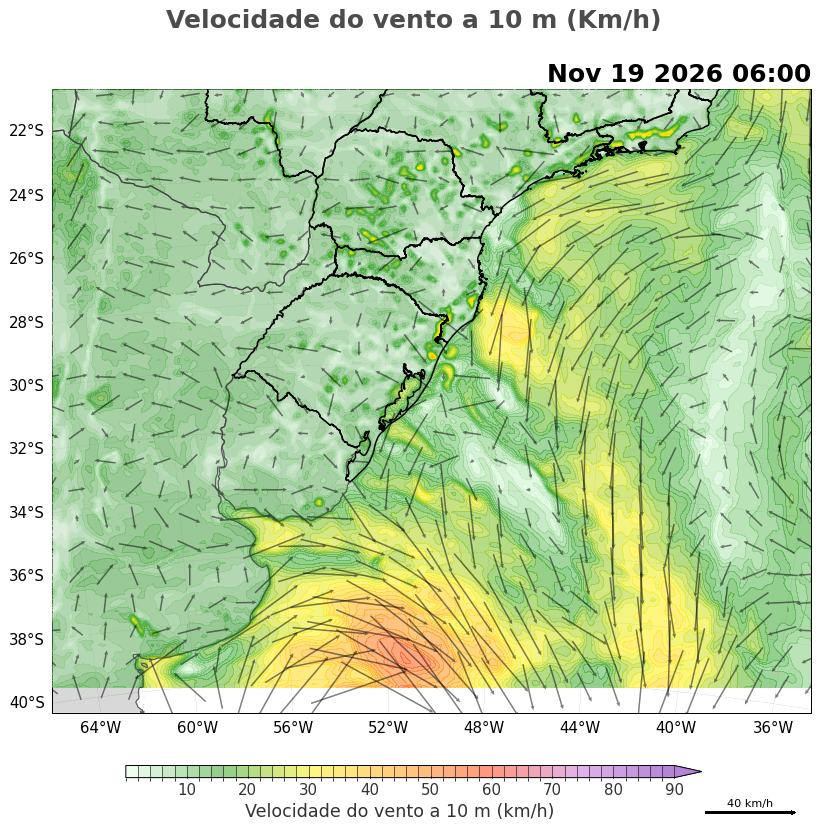 Velocidade do vento a 10 m (Km/h)
Nov 19 2026 06:00
22°S
24°S
26°S
28°S
30°S
32°S
34°S
36°S
38°S
40°S
64°W 60°W 56°W 52°W 48°W 44°W 40°W 36°W
10 20 30 40 50 60 70 80 90
Velocidade do vento a 10 m (km/h)
40 km/h